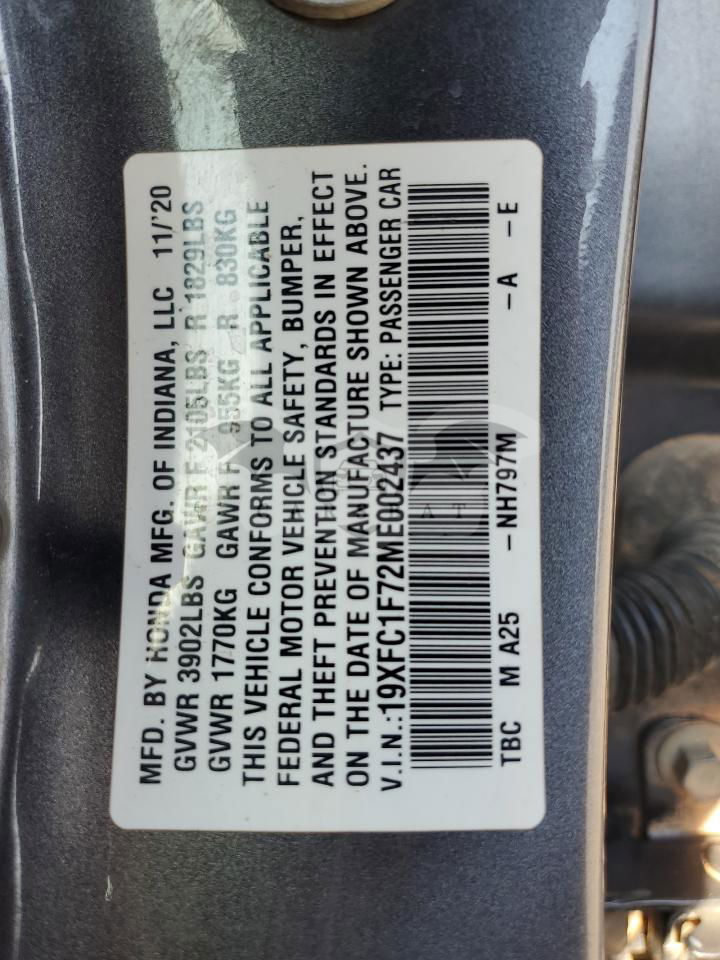 MFD. BY HONDA MFG. OF INDIANA, LLC 11/'20
GVWR 3902LBS GAWR F 2105LBS R 1829LBS
GVWR 1770KG GAWR F 955KG R 830KG
THIS VEHICLE CONFORMS TO ALL APPLICABLE
FEDERAL MOTOR VEHICLE SAFETY, BUMPER,
AND THEFT PREVENTION STANDARDS IN EFFECT
ON THE DATE OF MANUFACTURE SHOWN ABOVE.
V.I.N.:19XFC1F72ME002437 TYPE: PASSENGER CAR
TBC M A25 -NH797M -A -E